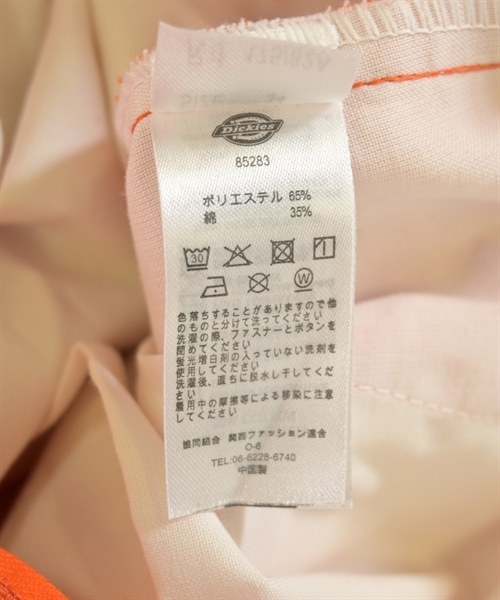 Dickies
85283
ポリエステル 65%
綿 35%
30
W
色落ちすることがありますので他
のものと分けて洗ってください
洗濯の際、ファスナーとボタンを
閉めてください
蛍光増白剤の入っていない洗剤を
使用してください
洗濯後、直ちに脱水し干してください
着用中の摩擦等による移染に注意
してください
協同組合 関西ファッション連合
O-6
TEL:06-6228-6740
中国製